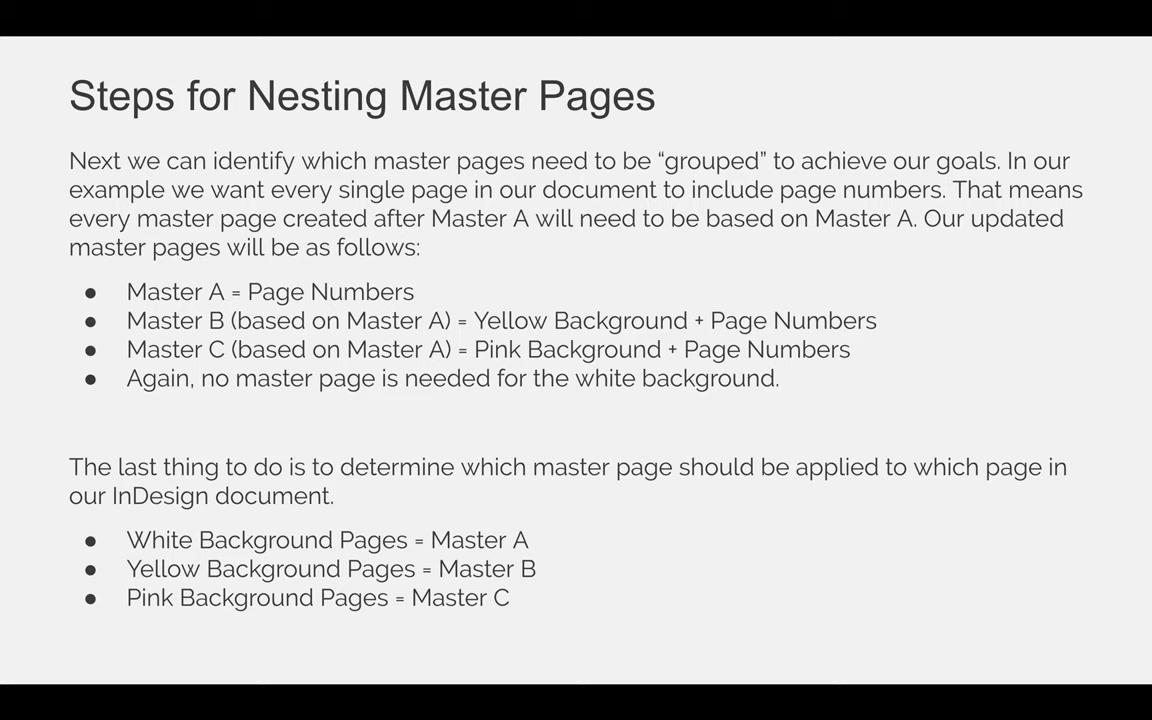 Steps for Nesting Master Pages
Next we can identify which master pages need to be “grouped” to achieve our goals. In our
example we want every single page in our document to include page numbers. That means
every master page created after Master A will need to be based on Master A. Our updated
master pages will be as follows:
● Master A = Page Numbers
● Master B (based on Master A) = Yellow Background + Page Numbers
● Master C (based on Master A) = Pink Background + Page Numbers
● Again, no master page is needed for the white background.
The last thing to do is to determine which master page should be applied to which page in
our InDesign document.
● White Background Pages = Master A
● Yellow Background Pages = Master B
● Pink Background Pages = Master C